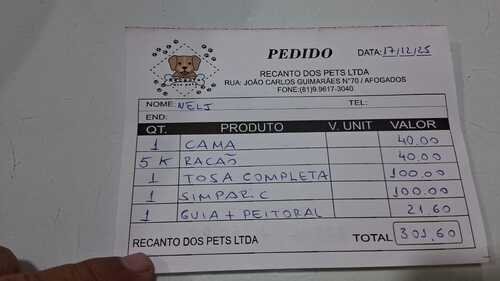 PEDIDO DATA: 17/12/25
RECANTO DOS PETS LTDA
RUA: JOÃO CARLOS GUIMARÃES N°70 / AFOGADOS
FONE:(81)9.9617-3040
NOME: NELJ TEL:
END:
QT. PRODUTO V. UNIT VALOR
1 CAMA 40,00
5 K RACÃO 40,00
1 TOSA COMPLETA 100,00
1 SIMPARIC 100,00
1 GUIA + PEITORAL 21,60
RECANTO DOS PETS LTDA TOTAL 301,60